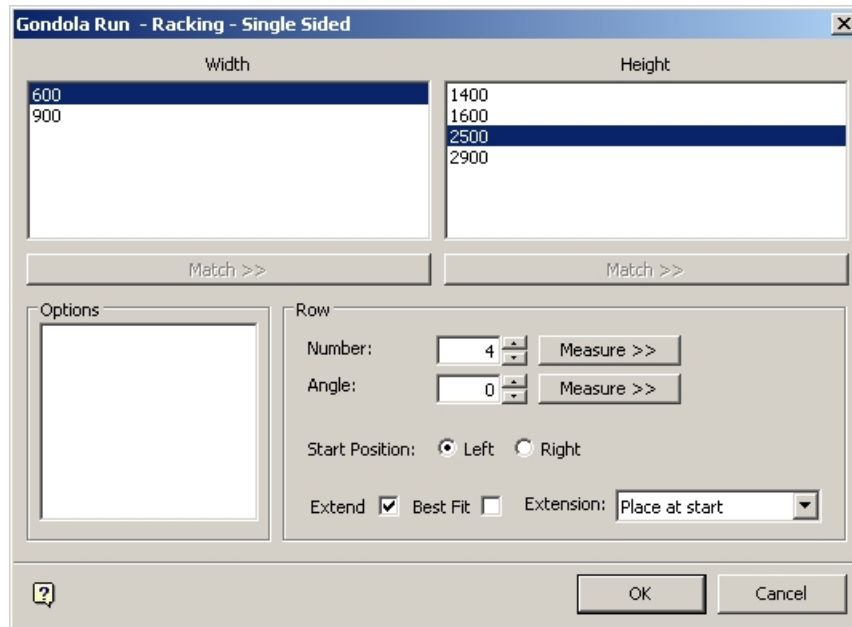 Gondola Run  - Racking - Single Sided
Width
Height
600
900
1400
1600
2500
2900
Match >>
Match >>
Options
Row
Number: 4 Measure >>
Angle: 0 Measure >>
Start Position: Left Right
Extend Best Fit Extension: Place at start
OK
Cancel